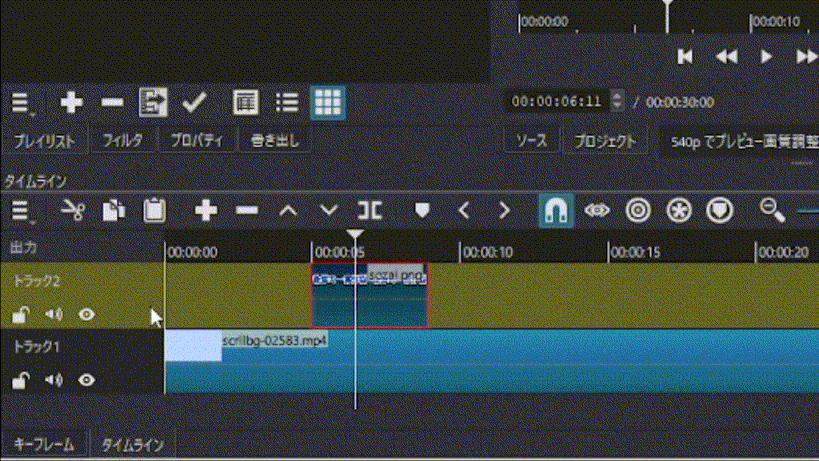 00:00:00 00:00:10
00:00:06:11 / 00:00:30:00
プレイリスト フィルタ プロパティ 書き出し ソース プロジェクト 540p でプレビュー画質調整
タイムライン
出力 00:00:00 00:00:05 00:00:10 00:00:15 00:00:20
トラック2 sozai.png
トラック1 scrillbg-02583.mp4
キーフレーム タイムライン